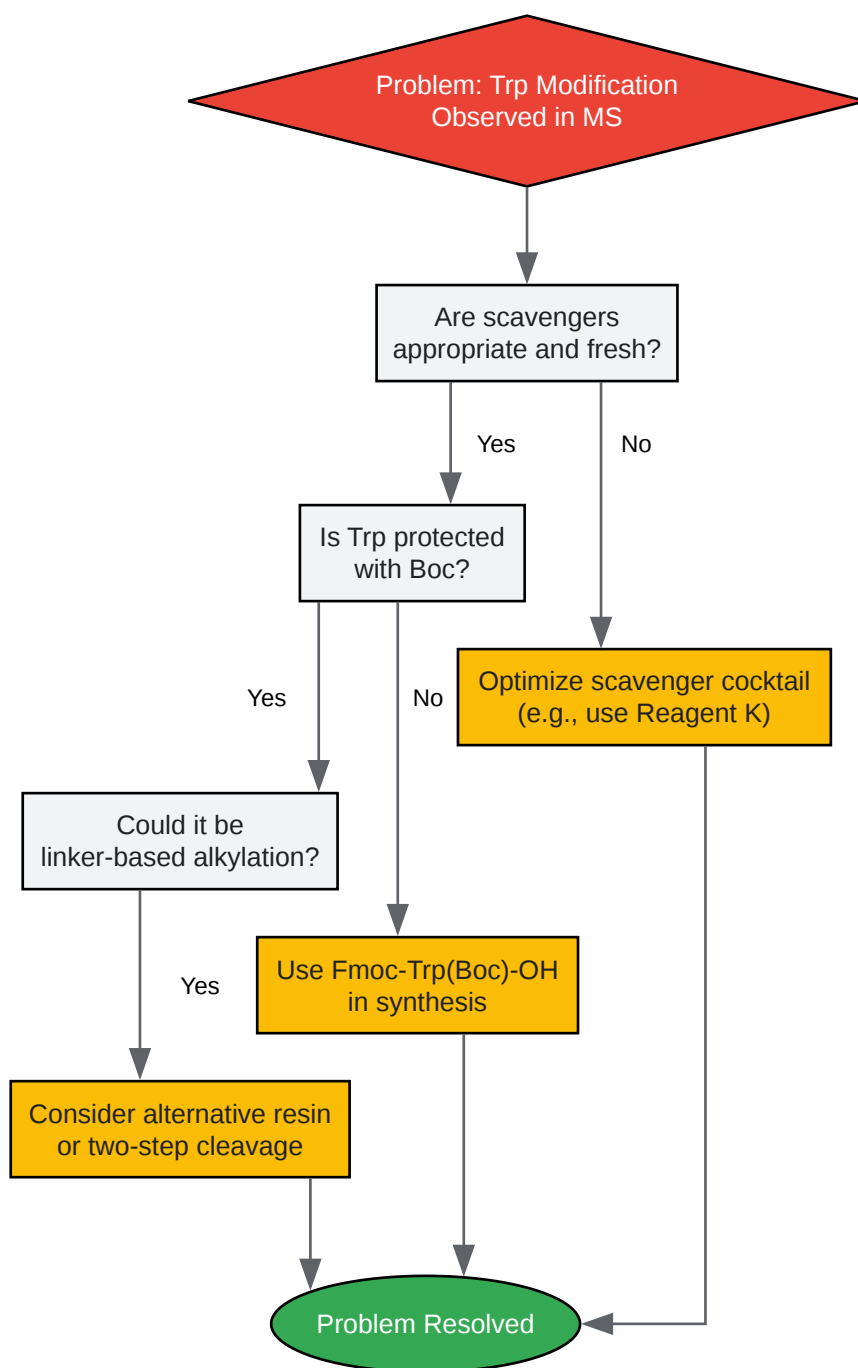 Problem: Trp Modification
Observed in MS
Are scavengers
appropriate and fresh?
Yes
No
Is Trp protected
with Boc?
Optimize scavenger cocktail
(e.g., use Reagent K)
Yes
No
Could it be
linker-based alkylation?
Use Fmoc-Trp(Boc)-OH
in synthesis
Yes
Consider alternative resin
or two-step cleavage
Problem Resolved